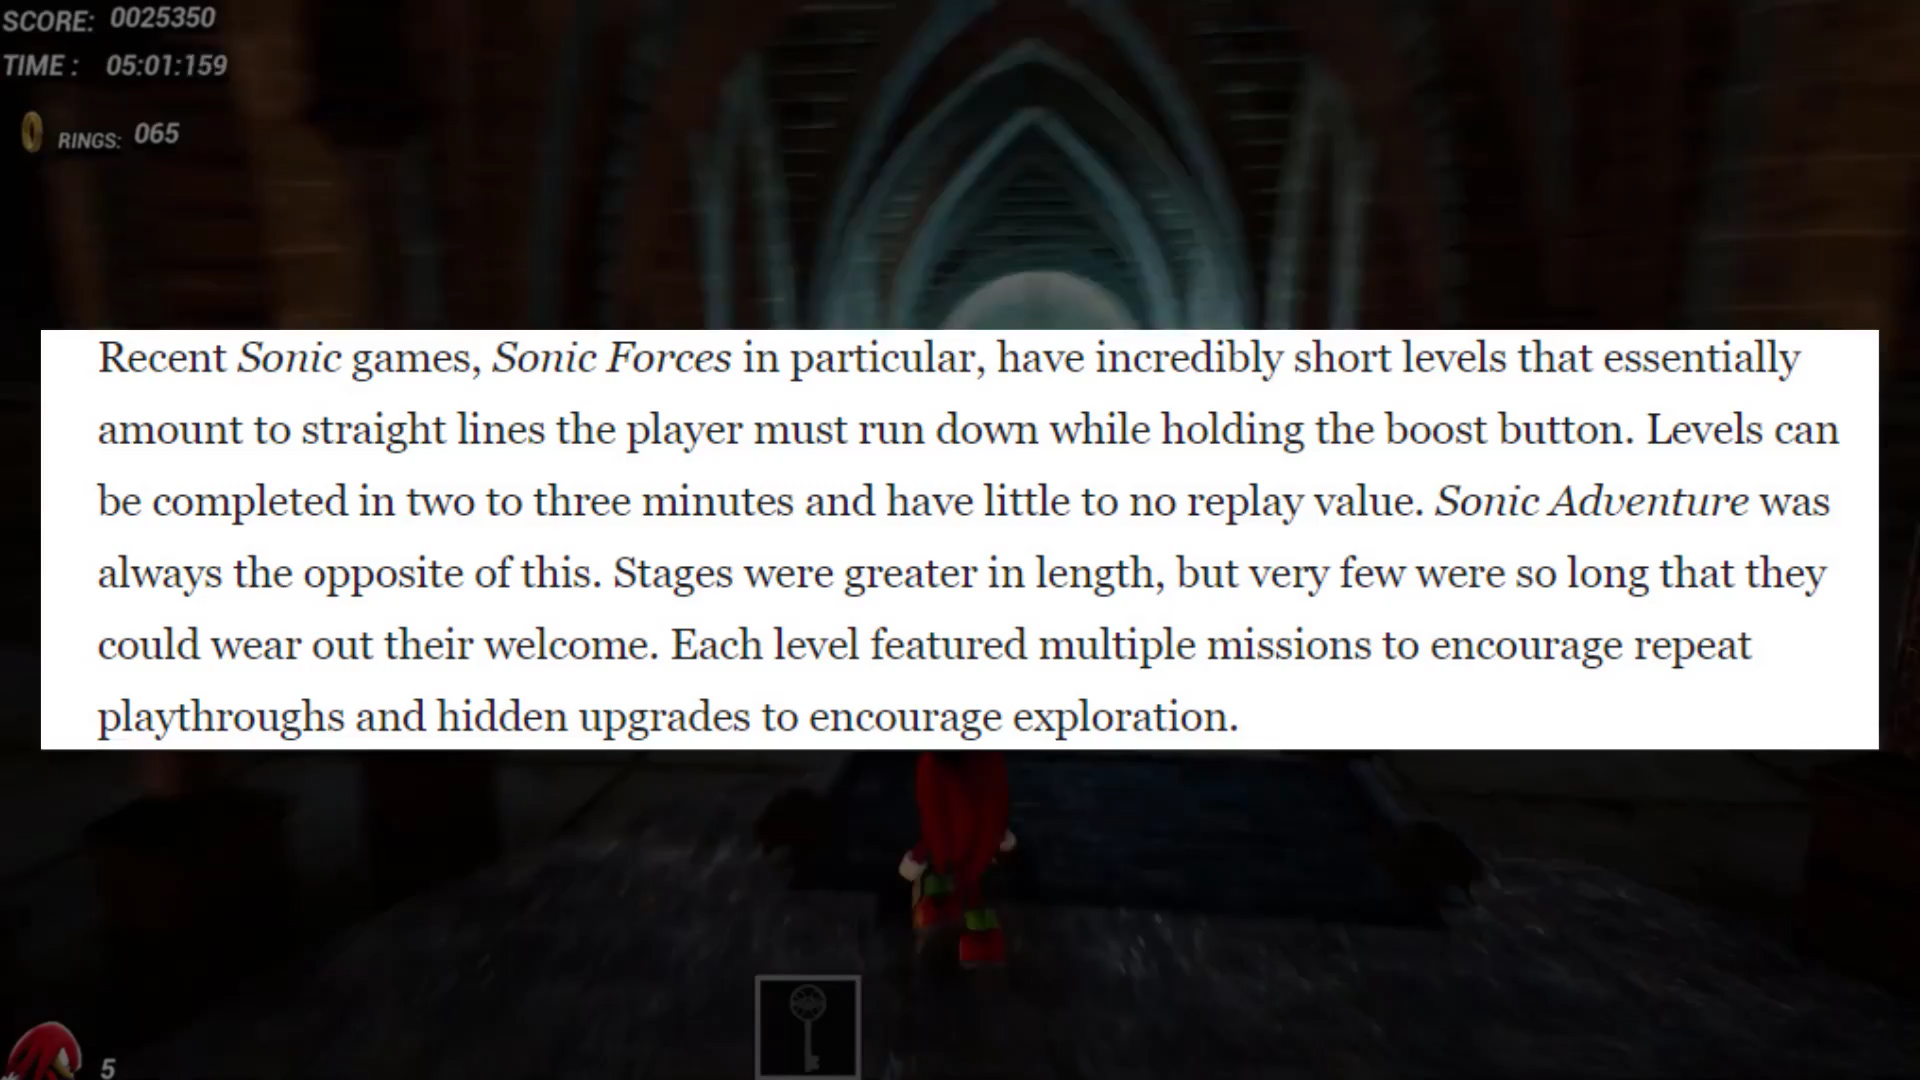 SCORE: 0025350
TIME : 05:01:159
RINGS: 065
Recent Sonic games, Sonic Forces in particular, have incredibly short levels that essentially
amount to straight lines the player must run down while holding the boost button. Levels can
be completed in two to three minutes and have little to no replay value. Sonic Adventure was
always the opposite of this. Stages were greater in length, but very few were so long that they
could wear out their welcome. Each level featured multiple missions to encourage repeat
playthroughs and hidden upgrades to encourage exploration.
5